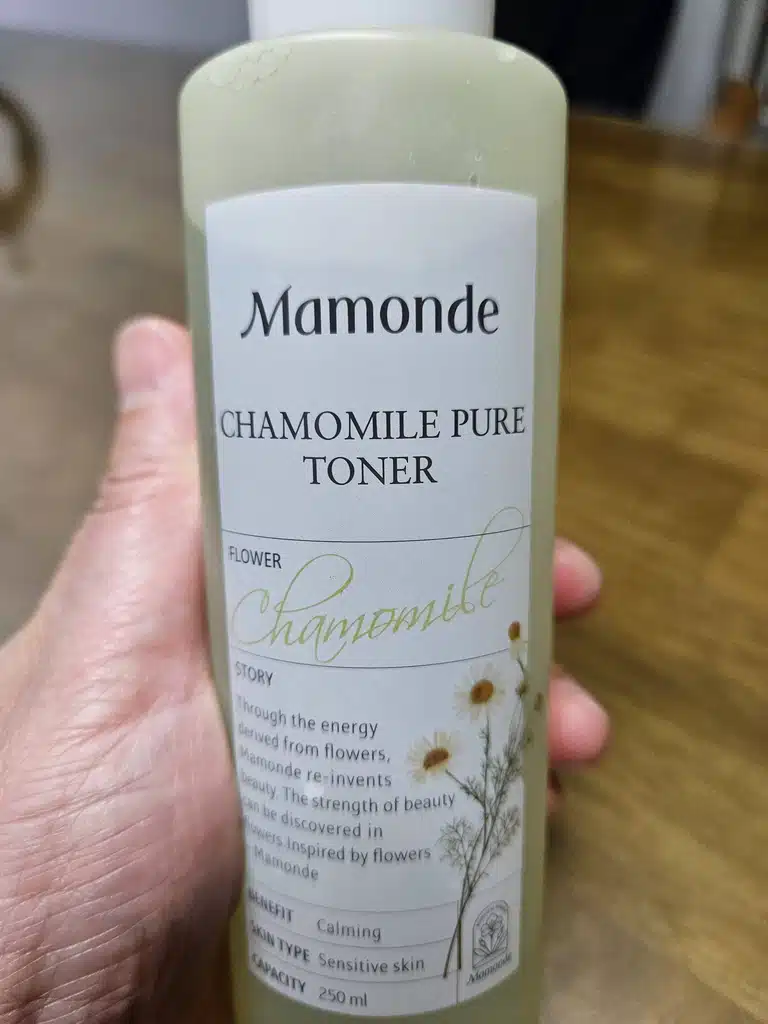 Mamonde
CHAMOMILE PURE
TONER
FLOWER
Chamomile
STORY
Through the energy
derived from flowers,
Mamonde re-invents
beauty. The strength of beauty
can be discovered in
flowers. Inspired by flowers
Mamonde
BENEFIT Calming
SKIN TYPE Sensitive skin
CAPACITY 250 ml
Mamonde